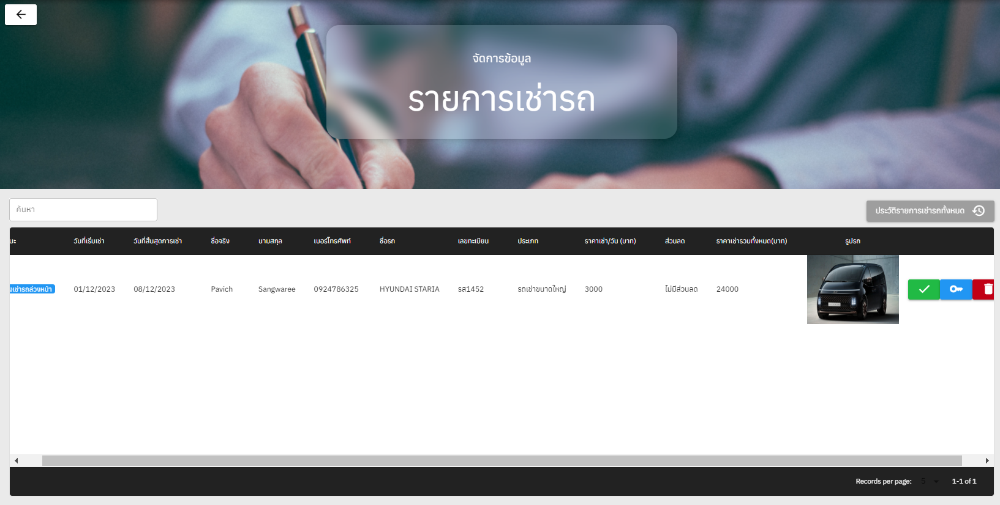 จัดการข้อมูล
รายการเช่ารถ
ค้นหา
ประวัติรายการเช่ารถทั้งหมด
นะ วันที่เริ่มเช่า วันที่สิ้นสุดการเช่า ชื่อจริง นามสกุล เบอร์โทรศัพท์ ชื่อรถ เลขทะเบียน ประเภท ราคาเช่า/วัน (บาท) ส่วนลด ราคาเช่ารวมทั้งหมด(บาท) รูปรถ
งเช่ารถล่วงหน้า 01/12/2023 08/12/2023 Pavich Sangwaree 0924786325 HYUNDAI STARIA รส1452 รถเช่าขนาดใหญ่ 3000 ไม่มีส่วนลด 24000
Records per page: 5 1-1 of 1